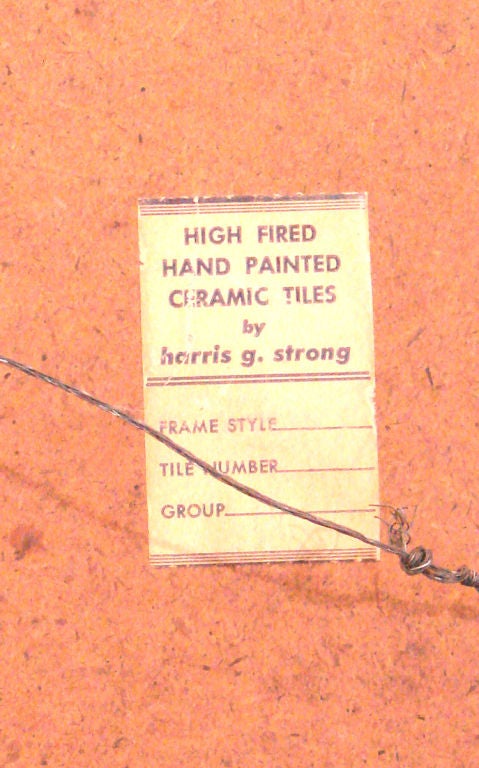 HIGH FIRED
HAND PAINTED
CERAMIC TILES
by
harris g. strong
FRAME STYLE
TILE NUMBER
GROUP